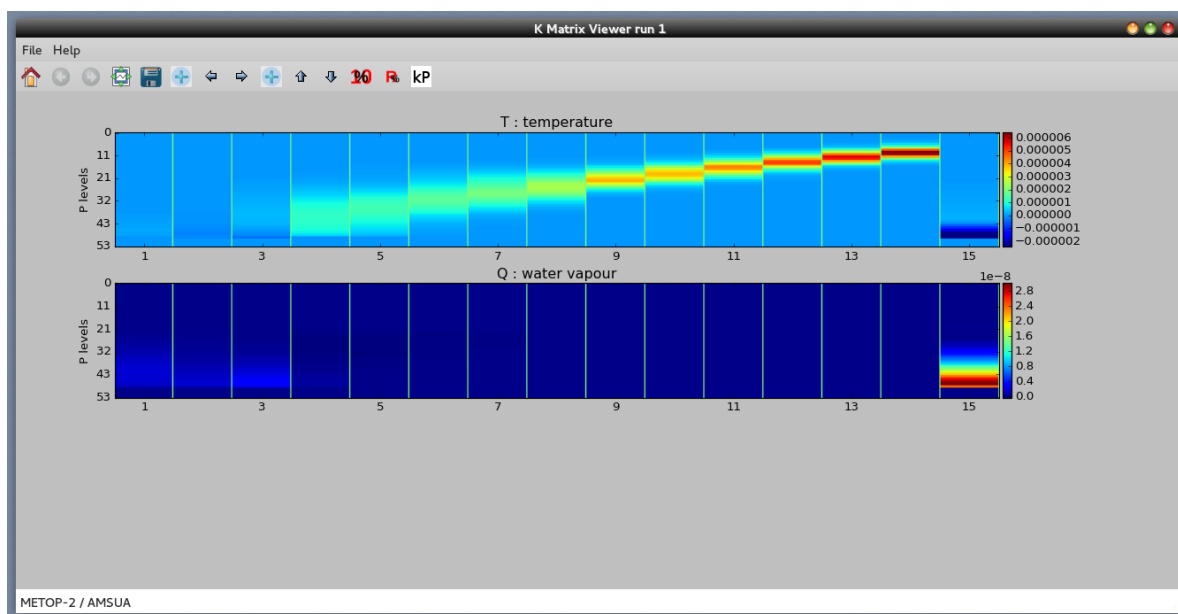 K Matrix Viewer run 1
File Help
10 % R % kP
T : temperature
P levels
0
11
21
32
43
53
1 3 5 7 9 11 13 15
0.000006
0.000005
0.000004
0.000003
0.000002
0.000001
0.000000
−0.000001
−0.000002
Q : water vapour
1e−8
P levels
0
11
21
32
43
53
1 3 5 7 9 11 13 15
2.8
2.4
2.0
1.6
1.2
0.8
0.4
0.0
METOP-2 / AMSUA